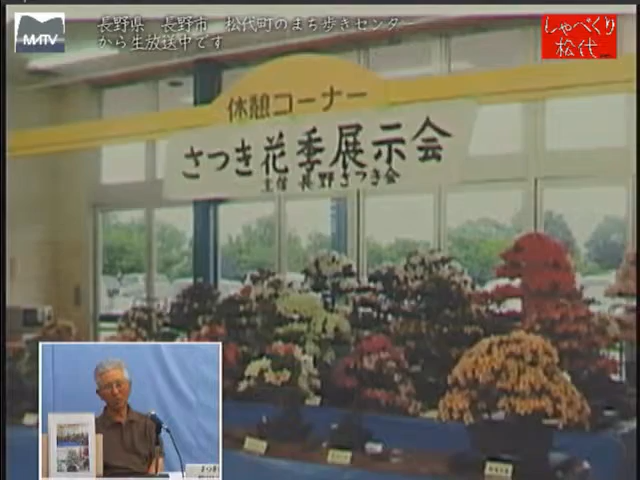 MATV
長野県 長野市 松代町のまち歩きセンター
から生放送中です
しゃべくり
松代
休憩コーナー
さつき花季展示会
主催 長野さつき会